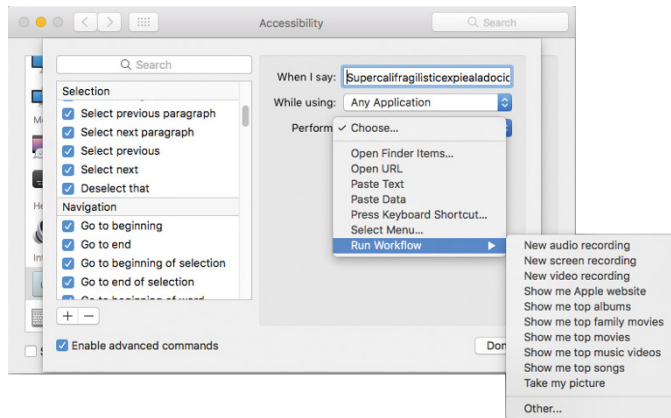 Accessibility
Search
Search
Selection
Select previous paragraph
Select next paragraph
Select previous
Select next
Deselect that
Navigation
Go to beginning
Go to end
Go to beginning of selection
Go to end of selection
+ −
Enable advanced commands
When I say: Supercalifragilisticexpiealadocic
While using: Any Application
Perform
✓ Choose...
Open Finder Items...
Open URL
Paste Text
Paste Data
Press Keyboard Shortcut...
Select Menu...
Run Workflow
New audio recording
New screen recording
New video recording
Show me Apple website
Show me top albums
Show me top family movies
Show me top movies
Show me top music videos
Show me top songs
Take my picture
Other...